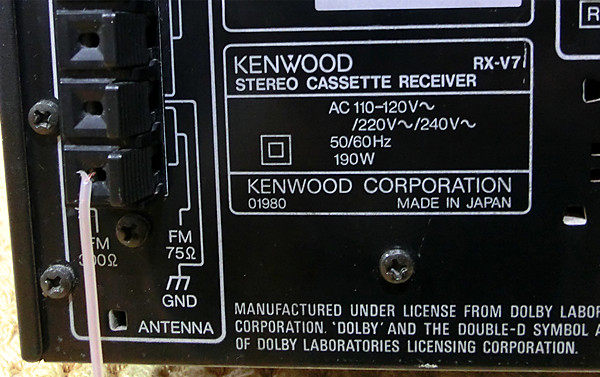 KENWOOD RX-V7i
STEREO CASSETTE RECEIVER
AC 110–120V~
/220V~/240V~
50/60Hz
190W
KENWOOD CORPORATION
01980 MADE IN JAPAN
FM
300Ω
FM
75Ω
GND
ANTENNA
MANUFACTURED UNDER LICENSE FROM DOLBY
CORPORATION. 'DOLBY' AND THE DOUBLE-D SYMBOL
OF DOLBY LABORATORIES LICENSING CORPORATION.